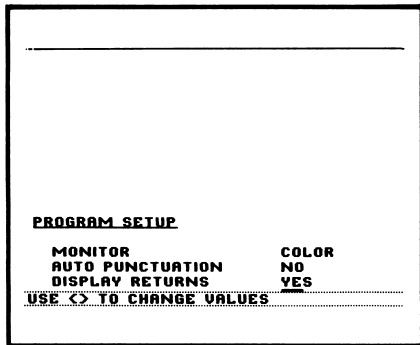 PROGRAM SETUP
MONITOR COLOR
AUTO PUNCTUATION NO
DISPLAY RETURNS YES
USE <> TO CHANGE VALUES